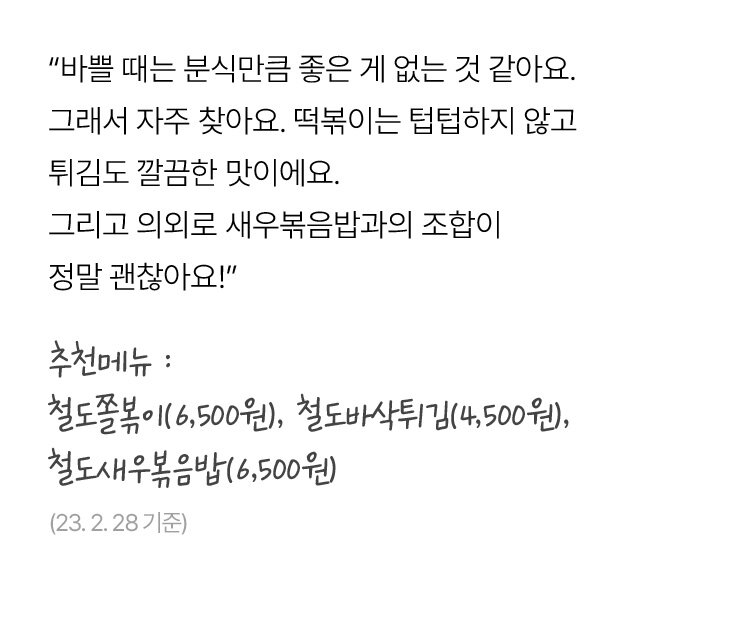 “바쁠 때는 분식만큼 좋은 게 없는 것 같아요.
그래서 자주 찾아요. 떡볶이는 텁텁하지 않고
튀김도 깔끔한 맛이에요.
그리고 의외로 새우볶음밥과의 조합이
정말 괜찮아요!”
추천메뉴 :
철도쫄볶이(6,500원), 철도바삭튀김(4,500원),
철도새우볶음밥(6,500원)
(23. 2. 28 기준)